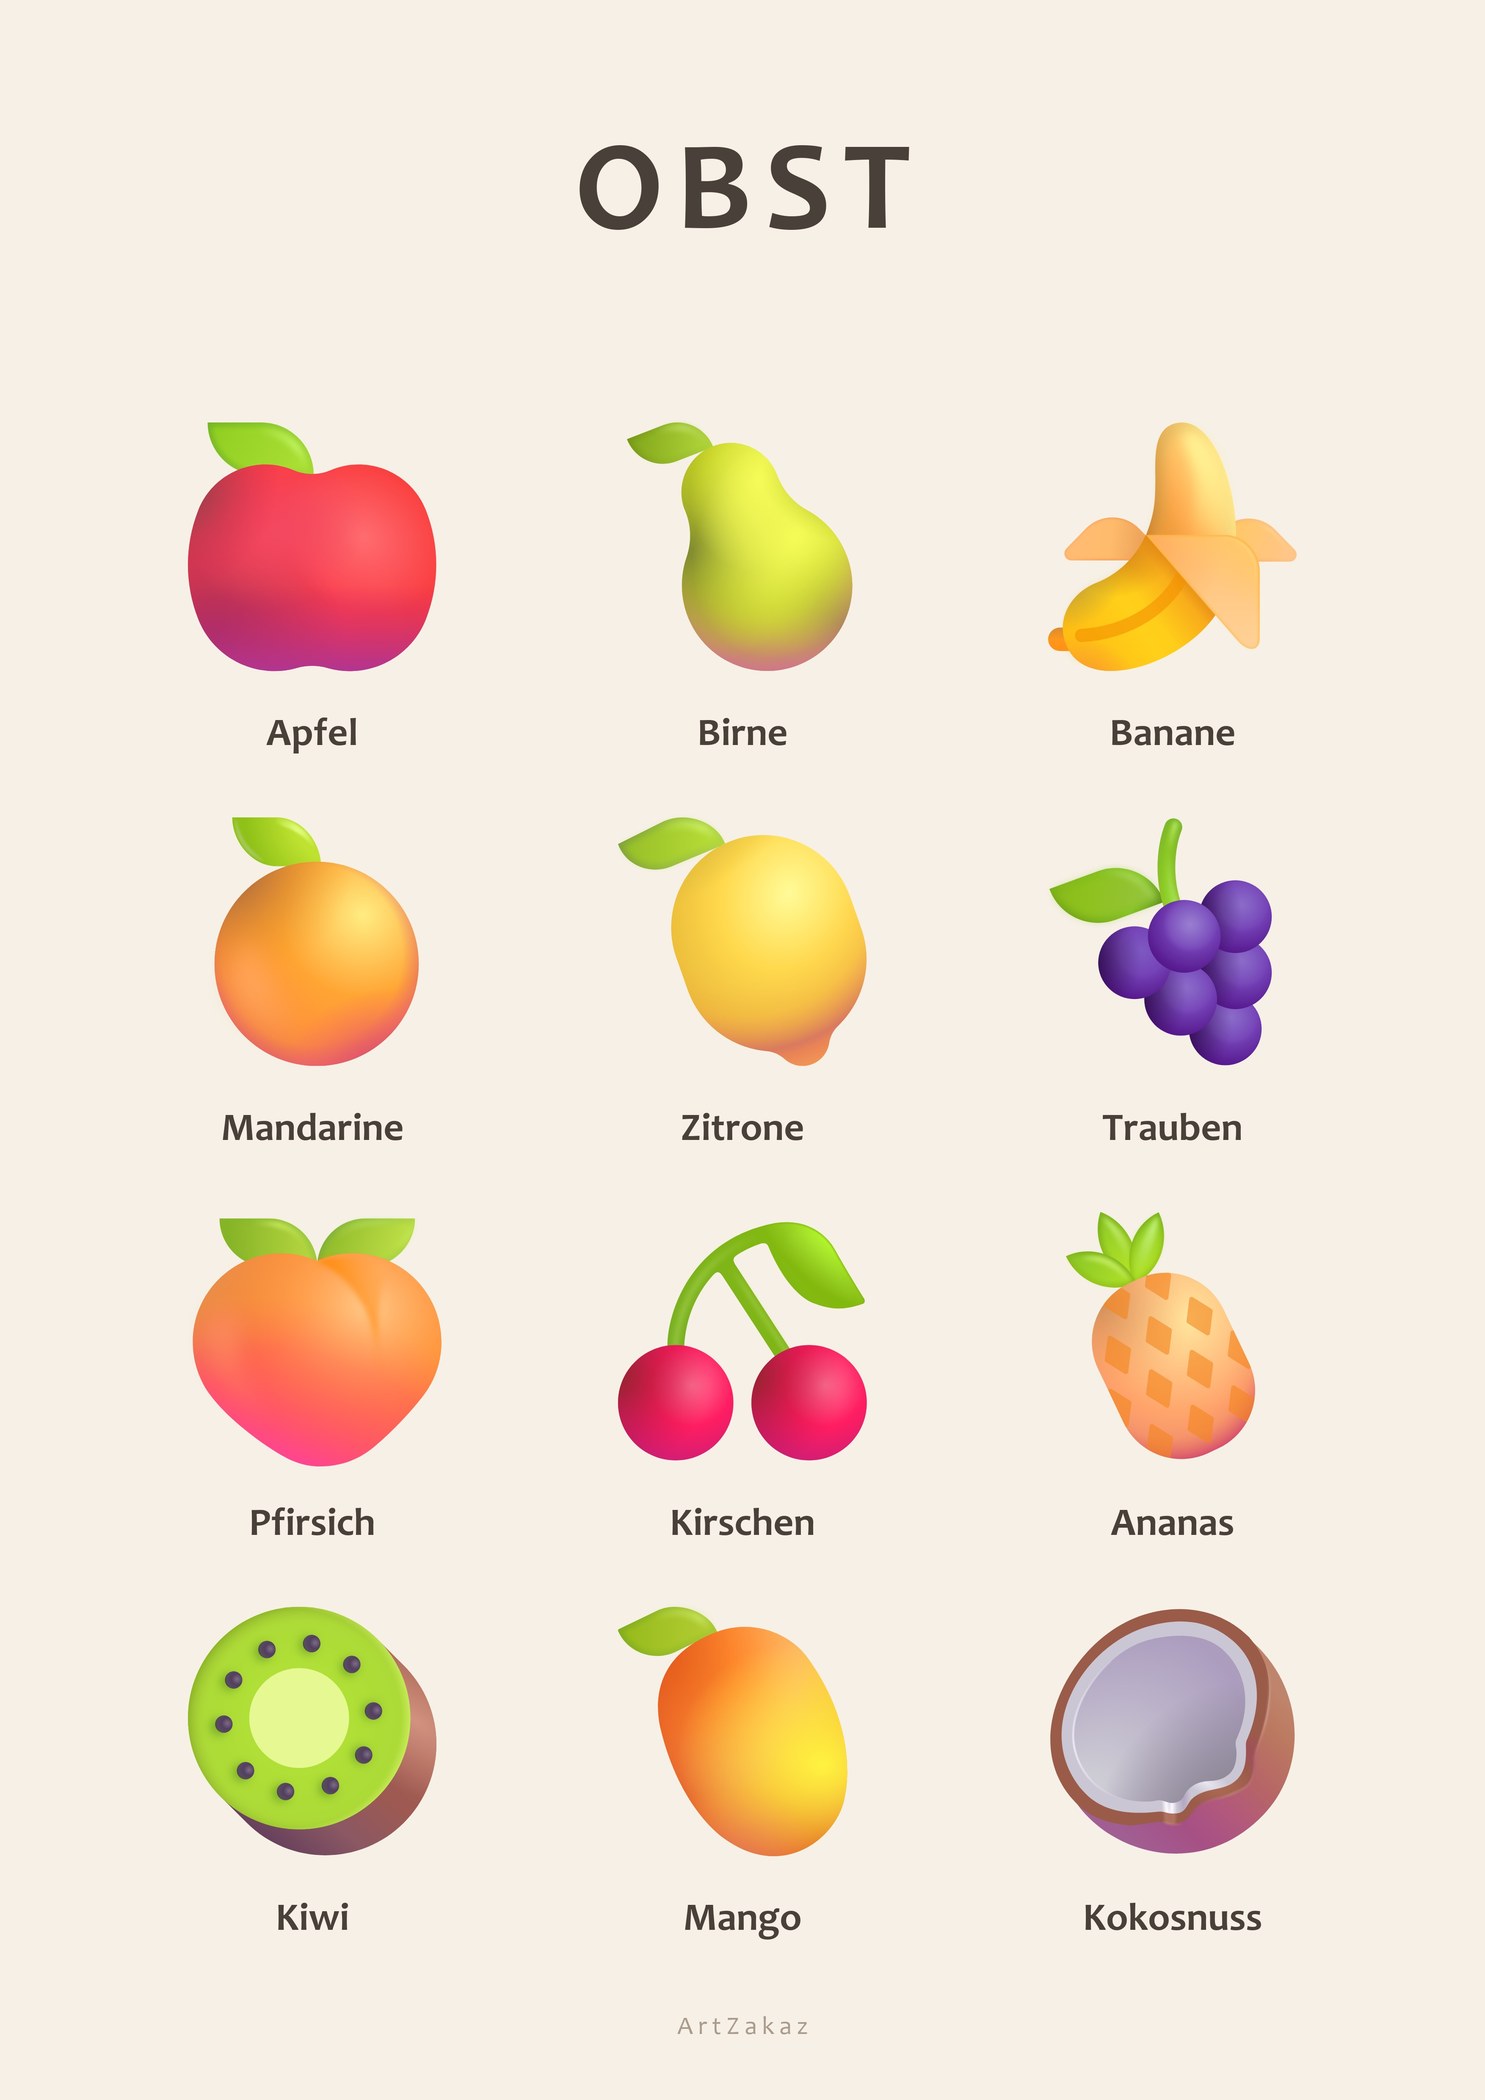 OBST
Apfel
Birne
Banane
Mandarine
Zitrone
Trauben
Pfirsich
Kirschen
Ananas
Kiwi
Mango
Kokosnuss
ArtZakaz